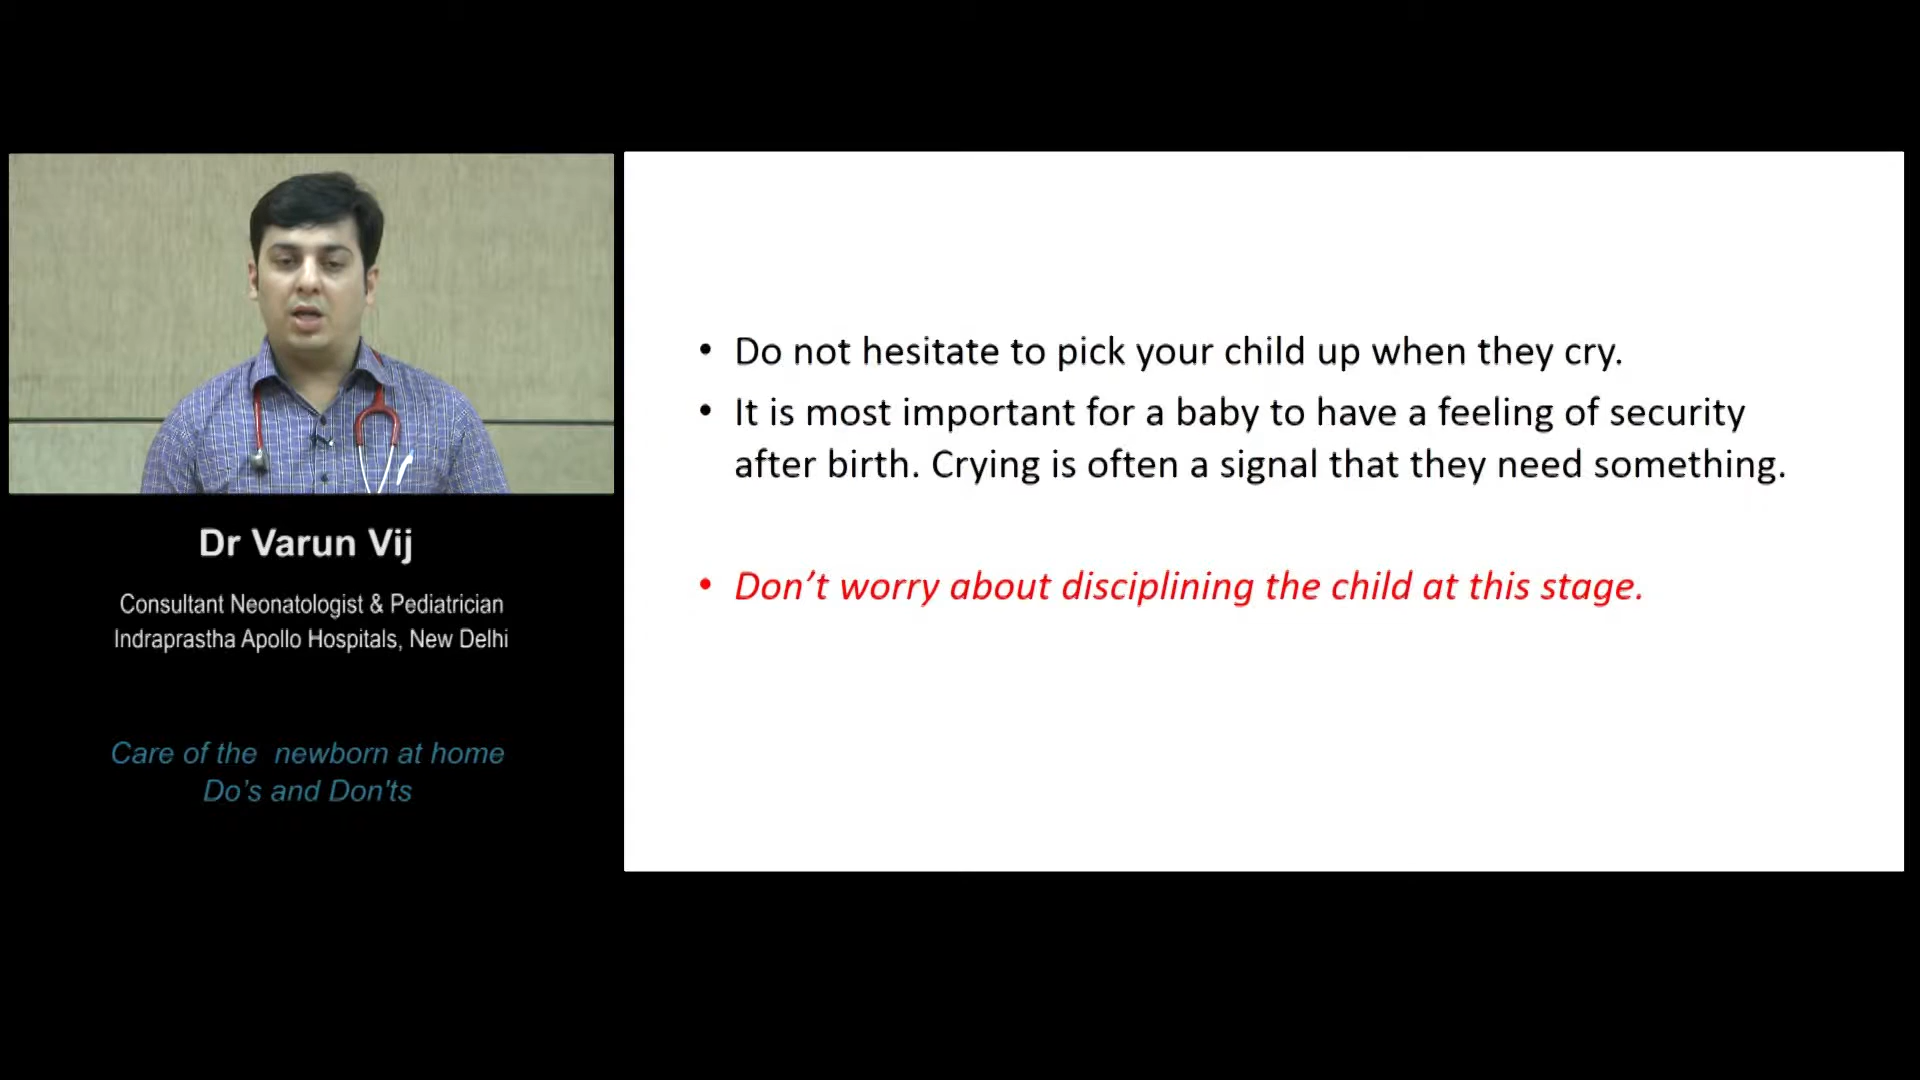 Dr Varun Vij
Consultant Neonatologist & Pediatrician
Indraprastha Apollo Hospitals, New Delhi
Care of the  newborn at home
Do’s and Don'ts
• Do not hesitate to pick your child up when they cry.
• It is most important for a baby to have a feeling of security
after birth. Crying is often a signal that they need something.
• Don’t worry about disciplining the child at this stage.